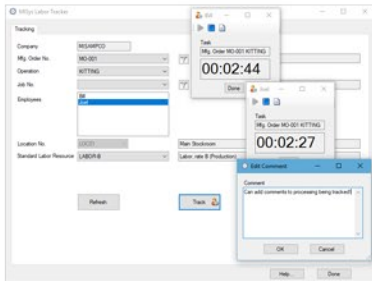 MISys Labor Tracker
Tracking
Company
MISAMPCO
Mfg. Order No.
MO-001
Operation
KITTING
Job No.
Employees
Bill
Joel
Location No.
Main Stockroom
Standard Labor Resource
LABOR-B
Labor, rate B (Production)
Refresh
Track
Help...
Done
Bill
Task
Mfg. Order MO-001 KITTING
00:02:44
Done
Joel
Task
Mfg. Order MO-001 KITTING
00:02:27
Edit Comment
Comment
Can add comments to processing being tracked!
OK
Cancel